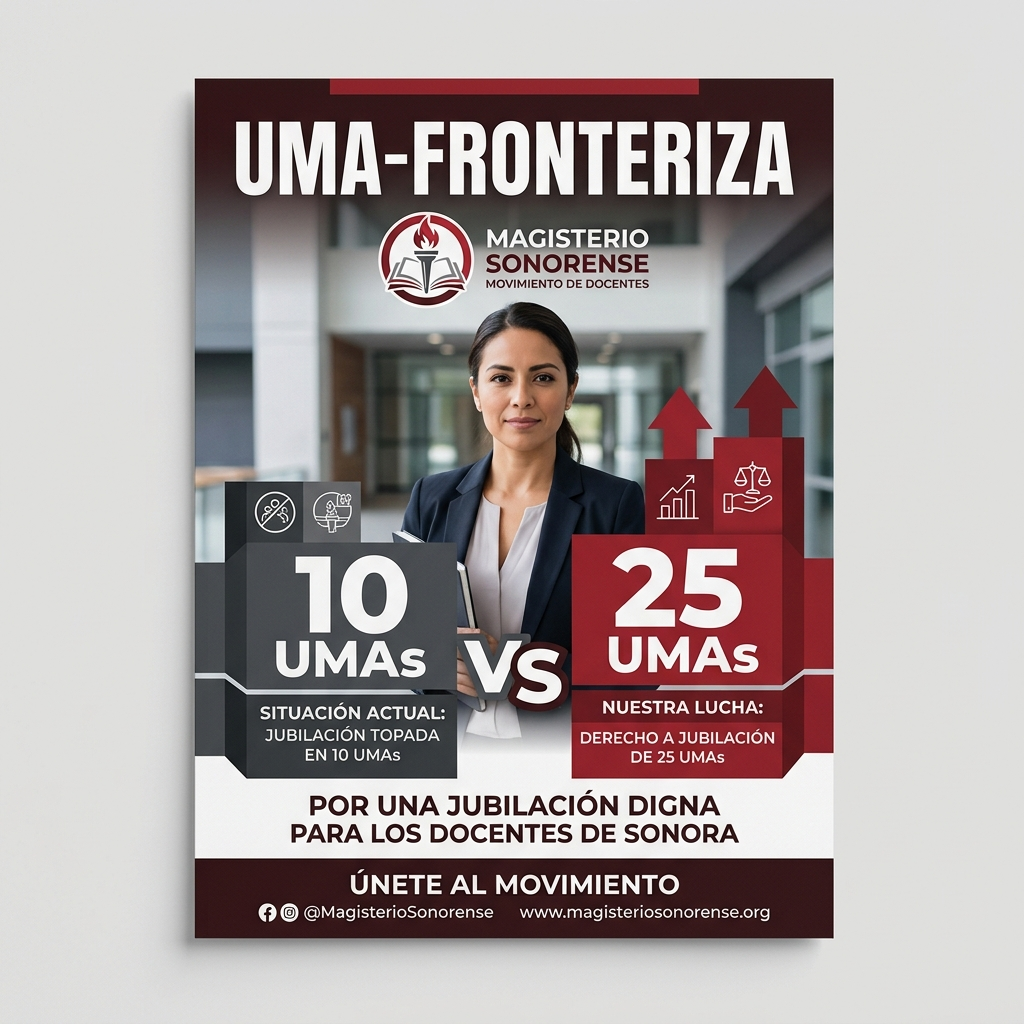 UMA-FRONTERIZA
MAGISTERIO
SONORENSE
MOVIMIENTO DE DOCENTES
10
UMAs
VS
25
UMAs
SITUACIÓN ACTUAL:
JUBILACIÓN TOPADA
EN 10 UMAs
NUESTRA LUCHA:
DERECHO A JUBILACIÓN
DE 25 UMAs
POR UNA JUBILACIÓN DIGNA
PARA LOS DOCENTES DE SONORA
ÚNETE AL MOVIMIENTO
@MagisterioSonorense www.magisteriosonorense.org